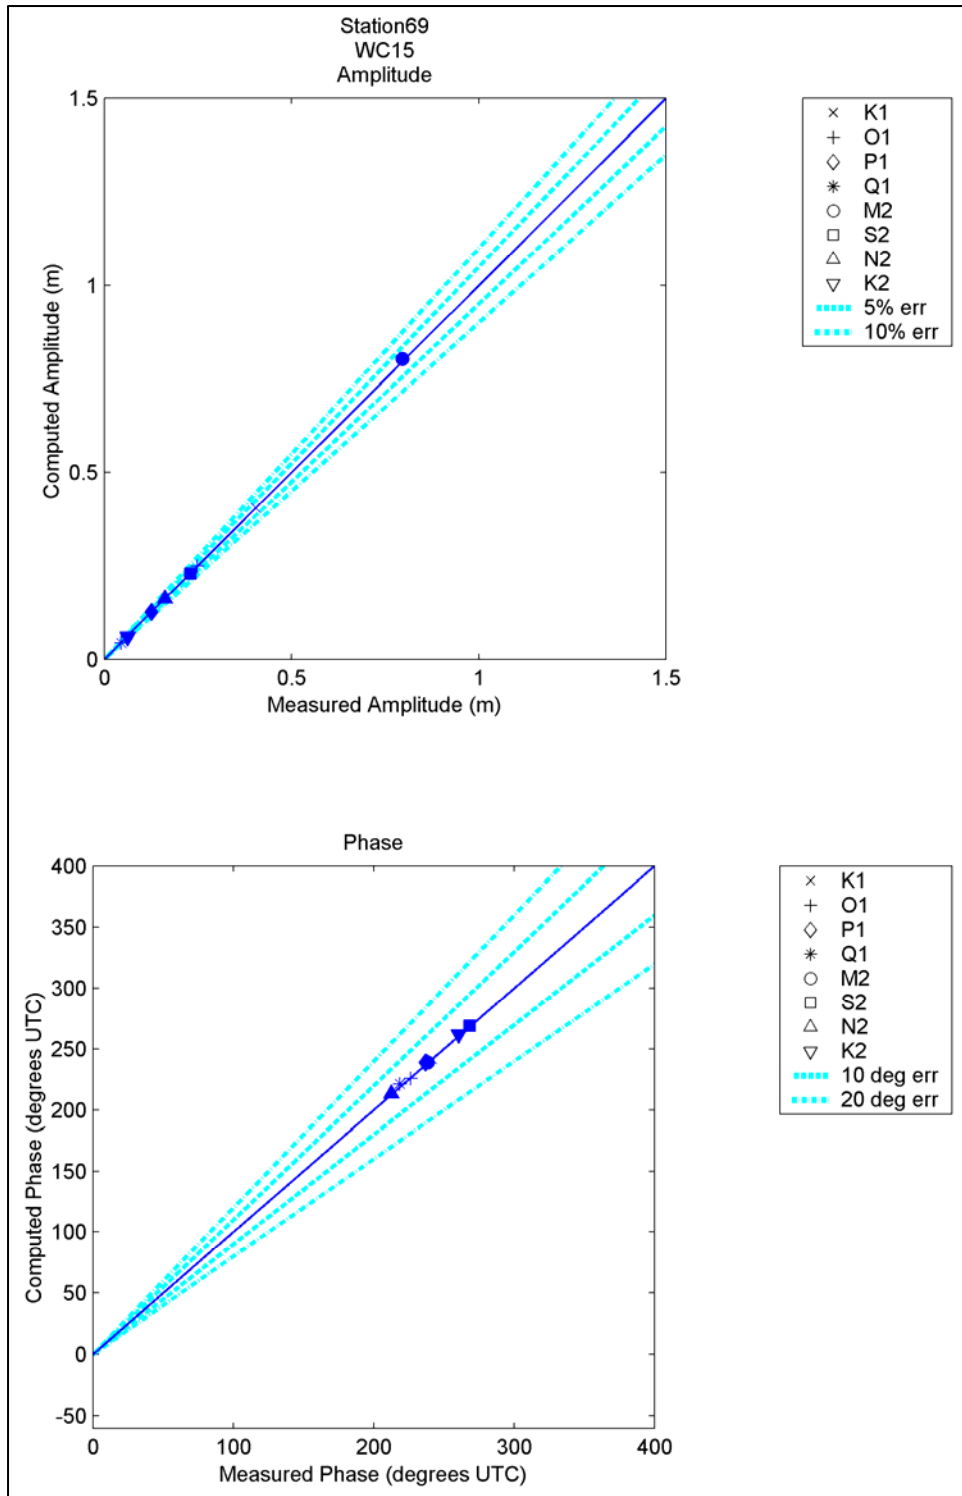 Station69
WC15
Amplitude
1.5
1
0.5
0
0.5
1
1.5
Computed Amplitude (m)
Measured Amplitude (m)
K1
O1
P1
Q1
M2
S2
N2
K2
5% err
10% err
Phase
400
350
300
250
200
150
100
50
0
-50
0
100
200
300
400
Computed Phase (degrees UTC)
Measured Phase (degrees UTC)
K1
O1
P1
Q1
M2
S2
N2
K2
10 deg err
20 deg err